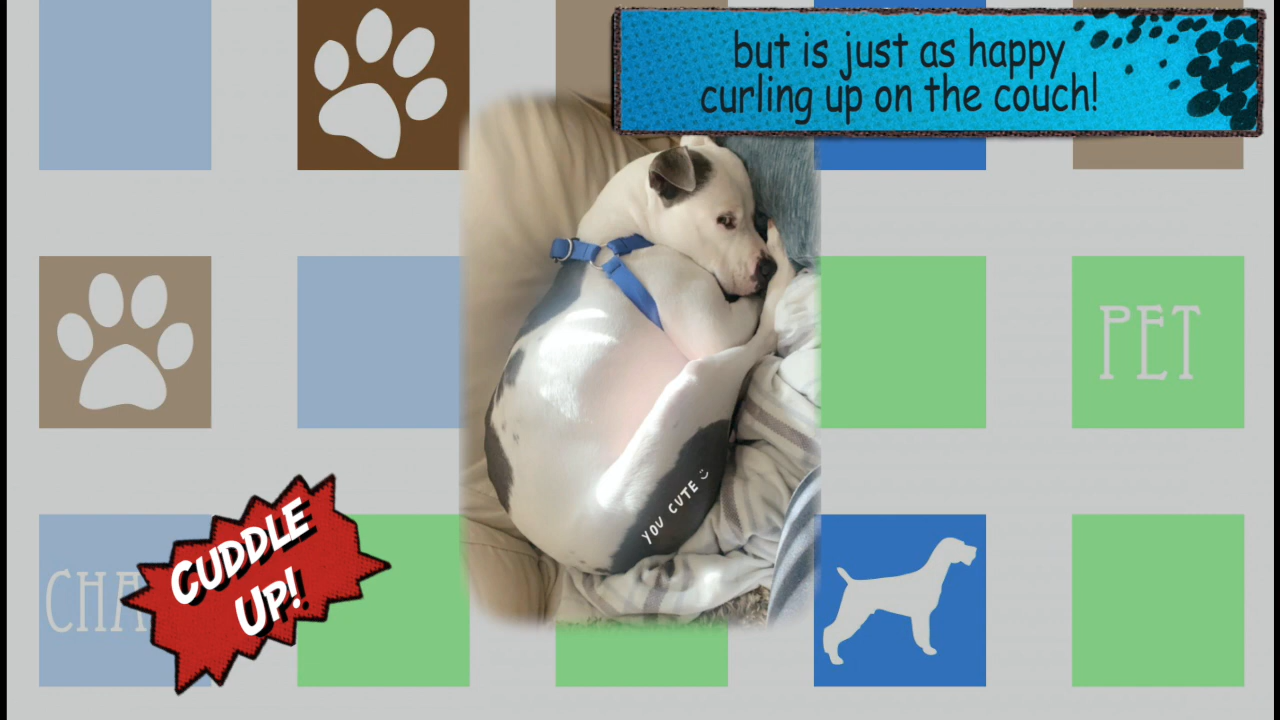 but is just as happy
curling up on the couch!
PET
YOU CUTE
CUDDLE
UP!